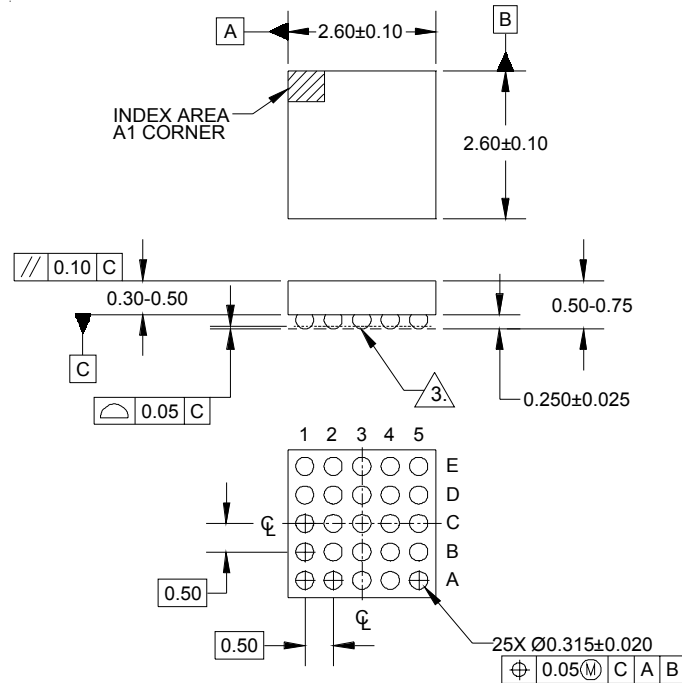 A
2.60±0.10
B
INDEX AREA
A1 CORNER
2.60±0.10
// 0.10 C
0.30-0.50
0.50-0.75
C
⌓ 0.05 C
3.
0.250±0.025
1 2 3 4 5
E
D
℄ C
B
A
0.50
℄
0.50
25X Ø0.315±0.020
⌖ 0.05Ⓜ C A B